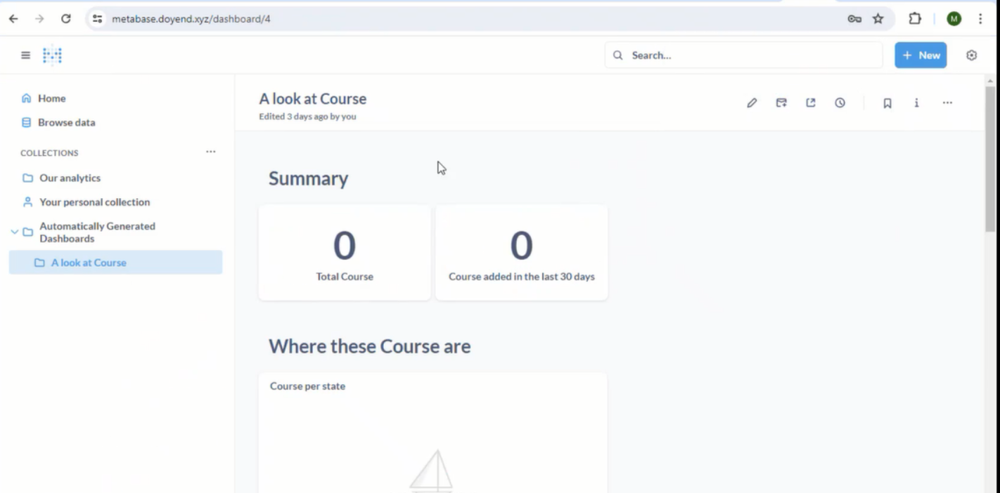 metabase.doyend.xyz/dashboard/4
M
Search...
+ New
Home
Browse data
COLLECTIONS
Our analytics
Your personal collection
Automatically Generated
Dashboards
A look at Course
A look at Course
Edited 3 days ago by you
Summary
0
Total Course
0
Course added in the last 30 days
Where these Course are
Course per state